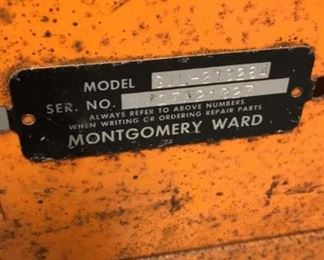 MODEL
SER. NO.
ALWAYS REFER TO ABOVE NUMBERS
WHEN WRITING OR ORDERING REPAIR PARTS
MONTGOMERY WARD